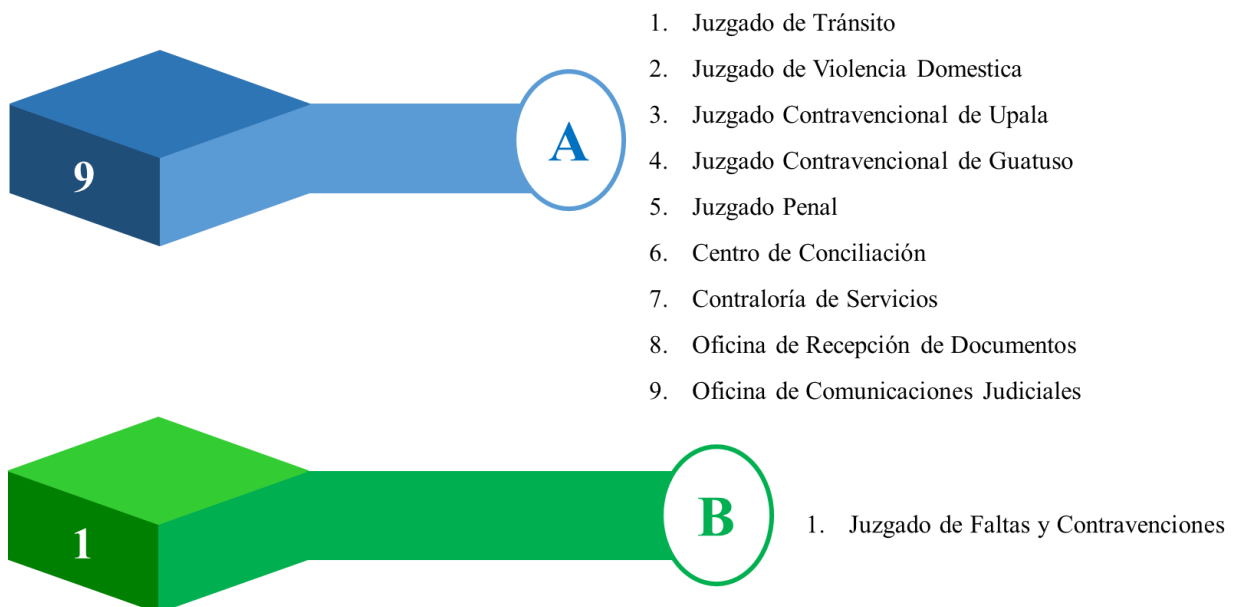 9
A
1. Juzgado de Tránsito
2. Juzgado de Violencia Domestica
3. Juzgado Contravencional de Upala
4. Juzgado Contravencional de Guatuso
5. Juzgado Penal
6. Centro de Conciliación
7. Contraloría de Servicios
8. Oficina de Recepción de Documentos
9. Oficina de Comunicaciones Judiciales
1
B
1. Juzgado de Faltas y Contravenciones